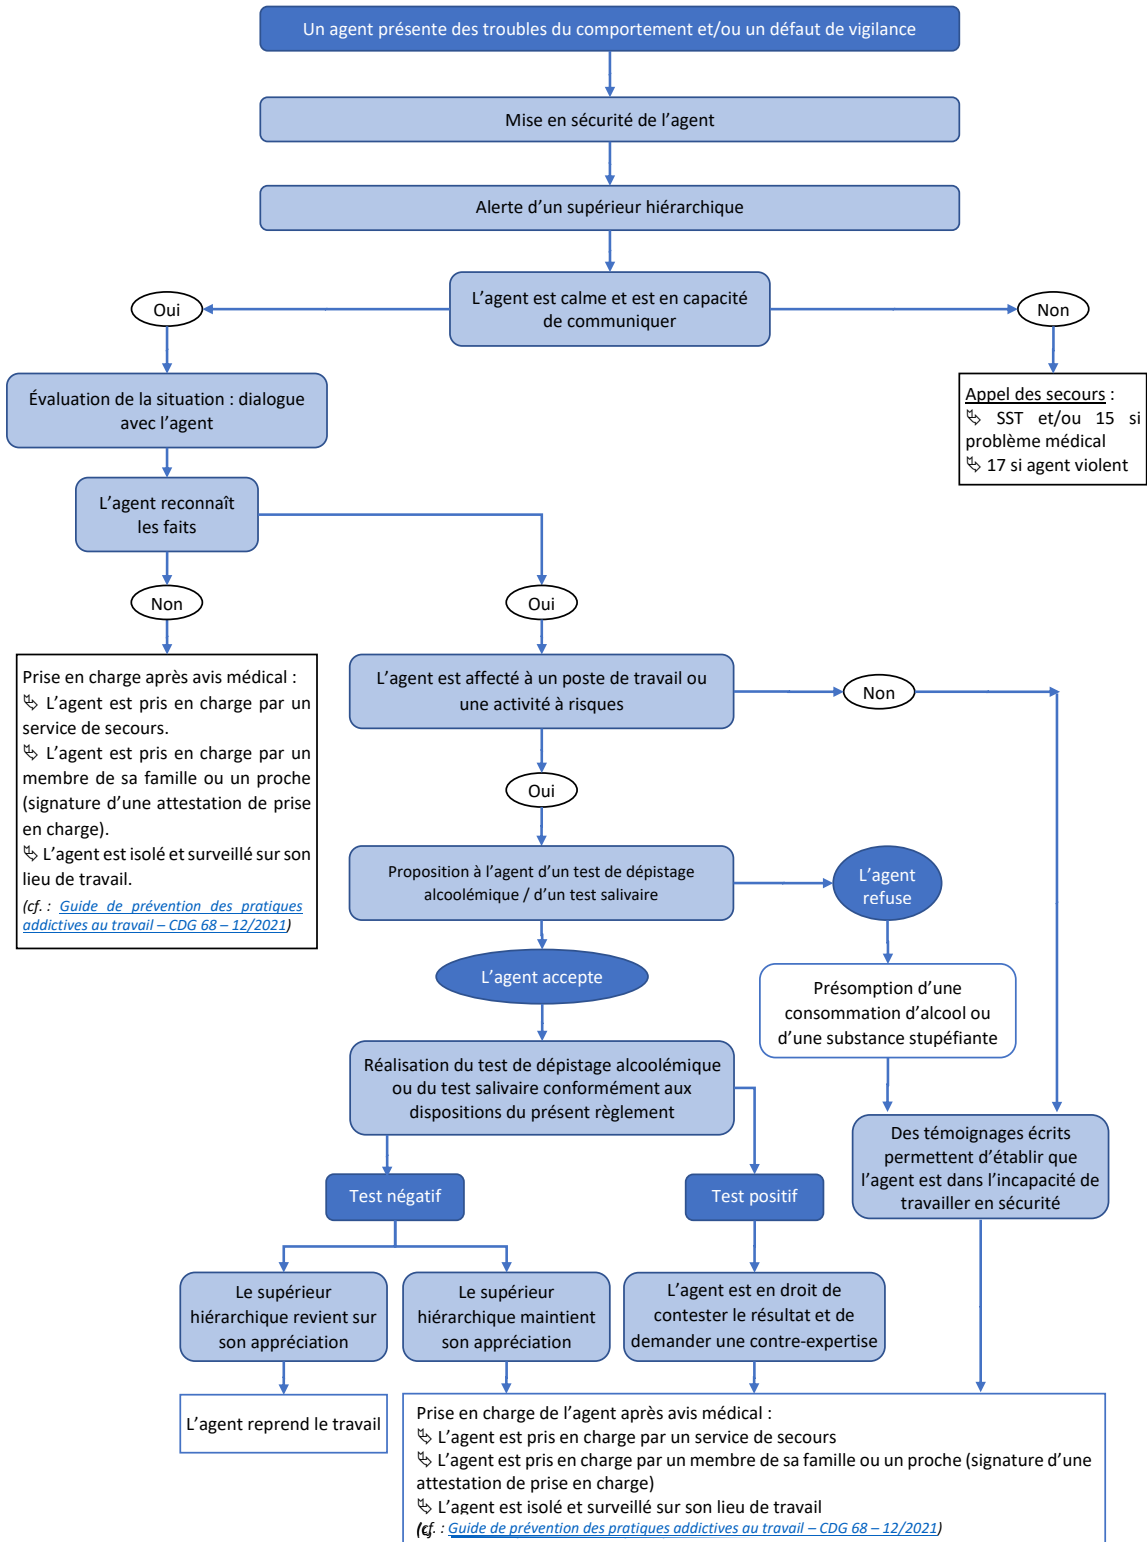 Un agent présente des troubles du comportement et/ou un défaut de vigilance
Mise en sécurité de l’agent
Alerte d’un supérieur hiérarchique
L’agent est calme et est en capacité
de communiquer
Oui
Non
Évaluation de la situation : dialogue
avec l’agent
Appel des secours :
⮱ SST et/ou 15 si
problème médical
⮱ 17 si agent violent
L’agent reconnaît
les faits
Non
Oui
Prise en charge après avis médical :
⮱ L’agent est pris en charge par un
service de secours.
⮱ L’agent est pris en charge par un
membre de sa famille ou un proche
(signature d’une attestation de prise
en charge).
⮱ L’agent est isolé et surveillé sur son
lieu de travail.
(cf. : Guide de prévention des pratiques
addictives au travail – CDG 68 – 12/2021)
L’agent est affecté à un poste de travail ou
une activité à risques
Non
Oui
Proposition à l’agent d’un test de dépistage
alcoolémique / d’un test salivaire
L’agent
refuse
L’agent accepte
Présomption d’une
consommation d’alcool ou
d’une substance stupéfiante
Réalisation du test de dépistage alcoolémique
ou du test salivaire conformément aux
dispositions du présent règlement
Des témoignages écrits
permettent d’établir que
l’agent est dans l’incapacité de
travailler en sécurité
Test négatif
Test positif
Le supérieur
hiérarchique revient sur
son appréciation
Le supérieur
hiérarchique maintient
son appréciation
L’agent est en droit de
contester le résultat et de
demander une contre-expertise
L’agent reprend le travail
Prise en charge de l’agent après avis médical :
⮱ L’agent est pris en charge par un service de secours
⮱ L’agent est pris en charge par un membre de sa famille ou un proche (signature d’une
attestation de prise en charge)
⮱ L’agent est isolé et surveillé sur son lieu de travail
(cf. : Guide de prévention des pratiques addictives au travail – CDG 68 – 12/2021)